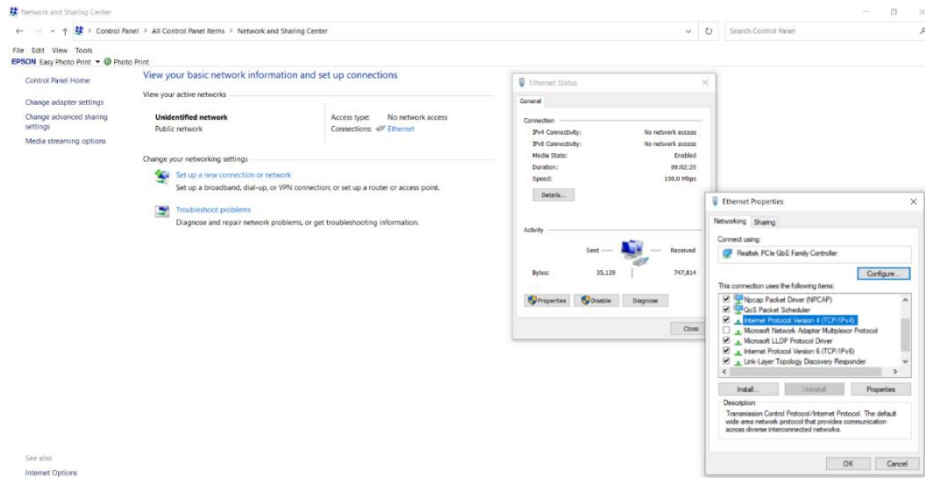 Network and Sharing Center
Control Panel > All Control Panel Items > Network and Sharing Center
Search Control Panel
File Edit View Tools
EPSON Easy Photo Print Photo Print
Control Panel Home
Change adapter settings
Change advanced sharing
settings
Media streaming options
See also
Internet Options
View your basic network information and set up connections
View your active networks
Unidentified network
Public network
Access type: No network access
Connections: Ethernet
Change your networking settings
Set up a new connection or network
Set up a broadband, dial-up, or VPN connection; or set up a router or access point.
Troubleshoot problems
Diagnose and repair network problems, or get troubleshooting information.
Ethernet Status
General
Connection
IPv4 Connectivity: No network access
IPv6 Connectivity: No network access
Media State: Enabled
Duration: 00:02:20
Speed: 100.0 Mbps
Details...
Activity
Sent Received
Bytes: 35,139 747,814
Properties Disable Diagnose
Close
Ethernet Properties
Networking Sharing
Connect using:
Realtek PCIe GbE Family Controller
Configure...
This connection uses the following items:
Npcap Packet Driver (NPCAP)
QoS Packet Scheduler
Internet Protocol Version 4 (TCP/IPv4)
Microsoft Network Adapter Multiplexor Protocol
Microsoft LLDP Protocol Driver
Internet Protocol Version 6 (TCP/IPv6)
Link-Layer Topology Discovery Responder
Install... Uninstall Properties
Description
Transmission Control Protocol/Internet Protocol. The default
wide area network protocol that provides communication
across diverse interconnected networks.
OK Cancel